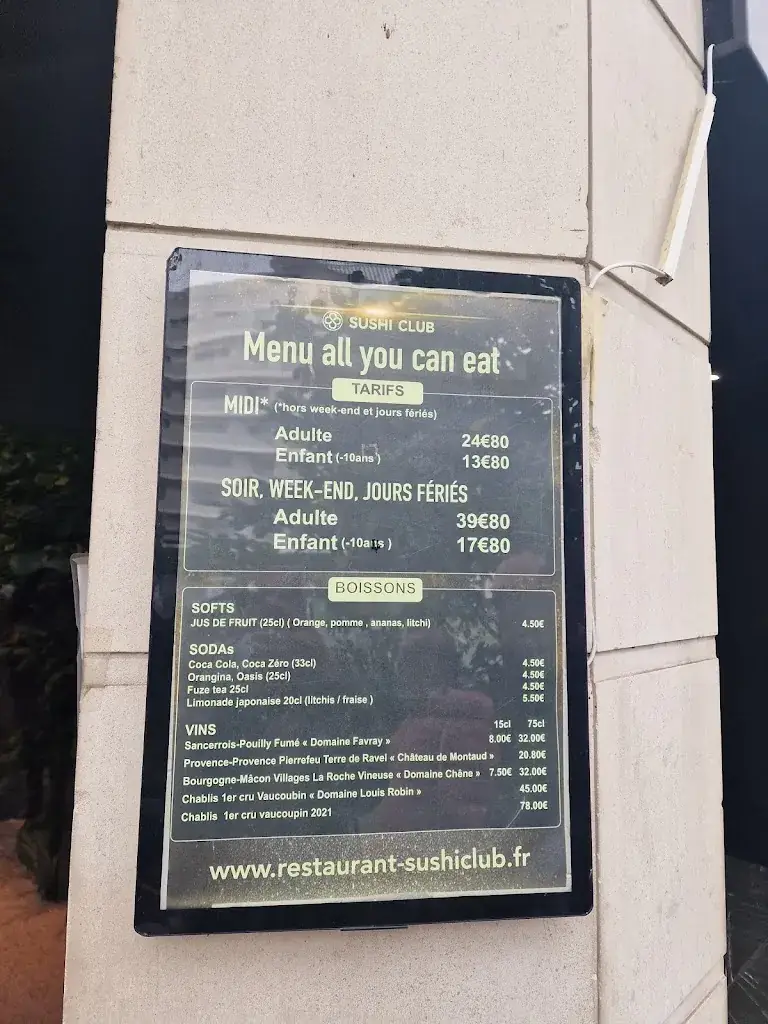 SUSHI CLUB
Menu all you can eat
TARIFS
MIDI* (*hors week-end et jours fériés)
Adulte 24€80
Enfant (-10ans) 13€80
SOIR, WEEK-END, JOURS FÉRIÉS
Adulte 39€80
Enfant (-10ans ) 17€80
BOISSONS
SOFTS
JUS DE FRUIT (25cl) ( Orange, pomme , ananas, litchi) 4.50€
SODAs
Coca Cola, Coca Zéro (33cl) 4.50€
Orangina, Oasis (25cl) 4.50€
Fuze tea 25cl 4.50€
Limonade japonaise 20cl (litchis / fraise ) 5.50€
VINS 15cl 75cl
Sancerrois-Pouilly Fumé « Domaine Favray » 8.00€ 32.00€
Provence-Provence Pierrefeu Terre de Ravel « Château de Montaud » 20.80€
Bourgogne-Mâcon Villages La Roche Vineuse « Domaine Chêne » 7.50€ 32.00€
Chablis 1er cru Vaucoubin « Domaine Louis Robin » 45.00€
Chablis 1er cru vaucoupin 2021 78.00€
www.restaurant-sushiclub.fr